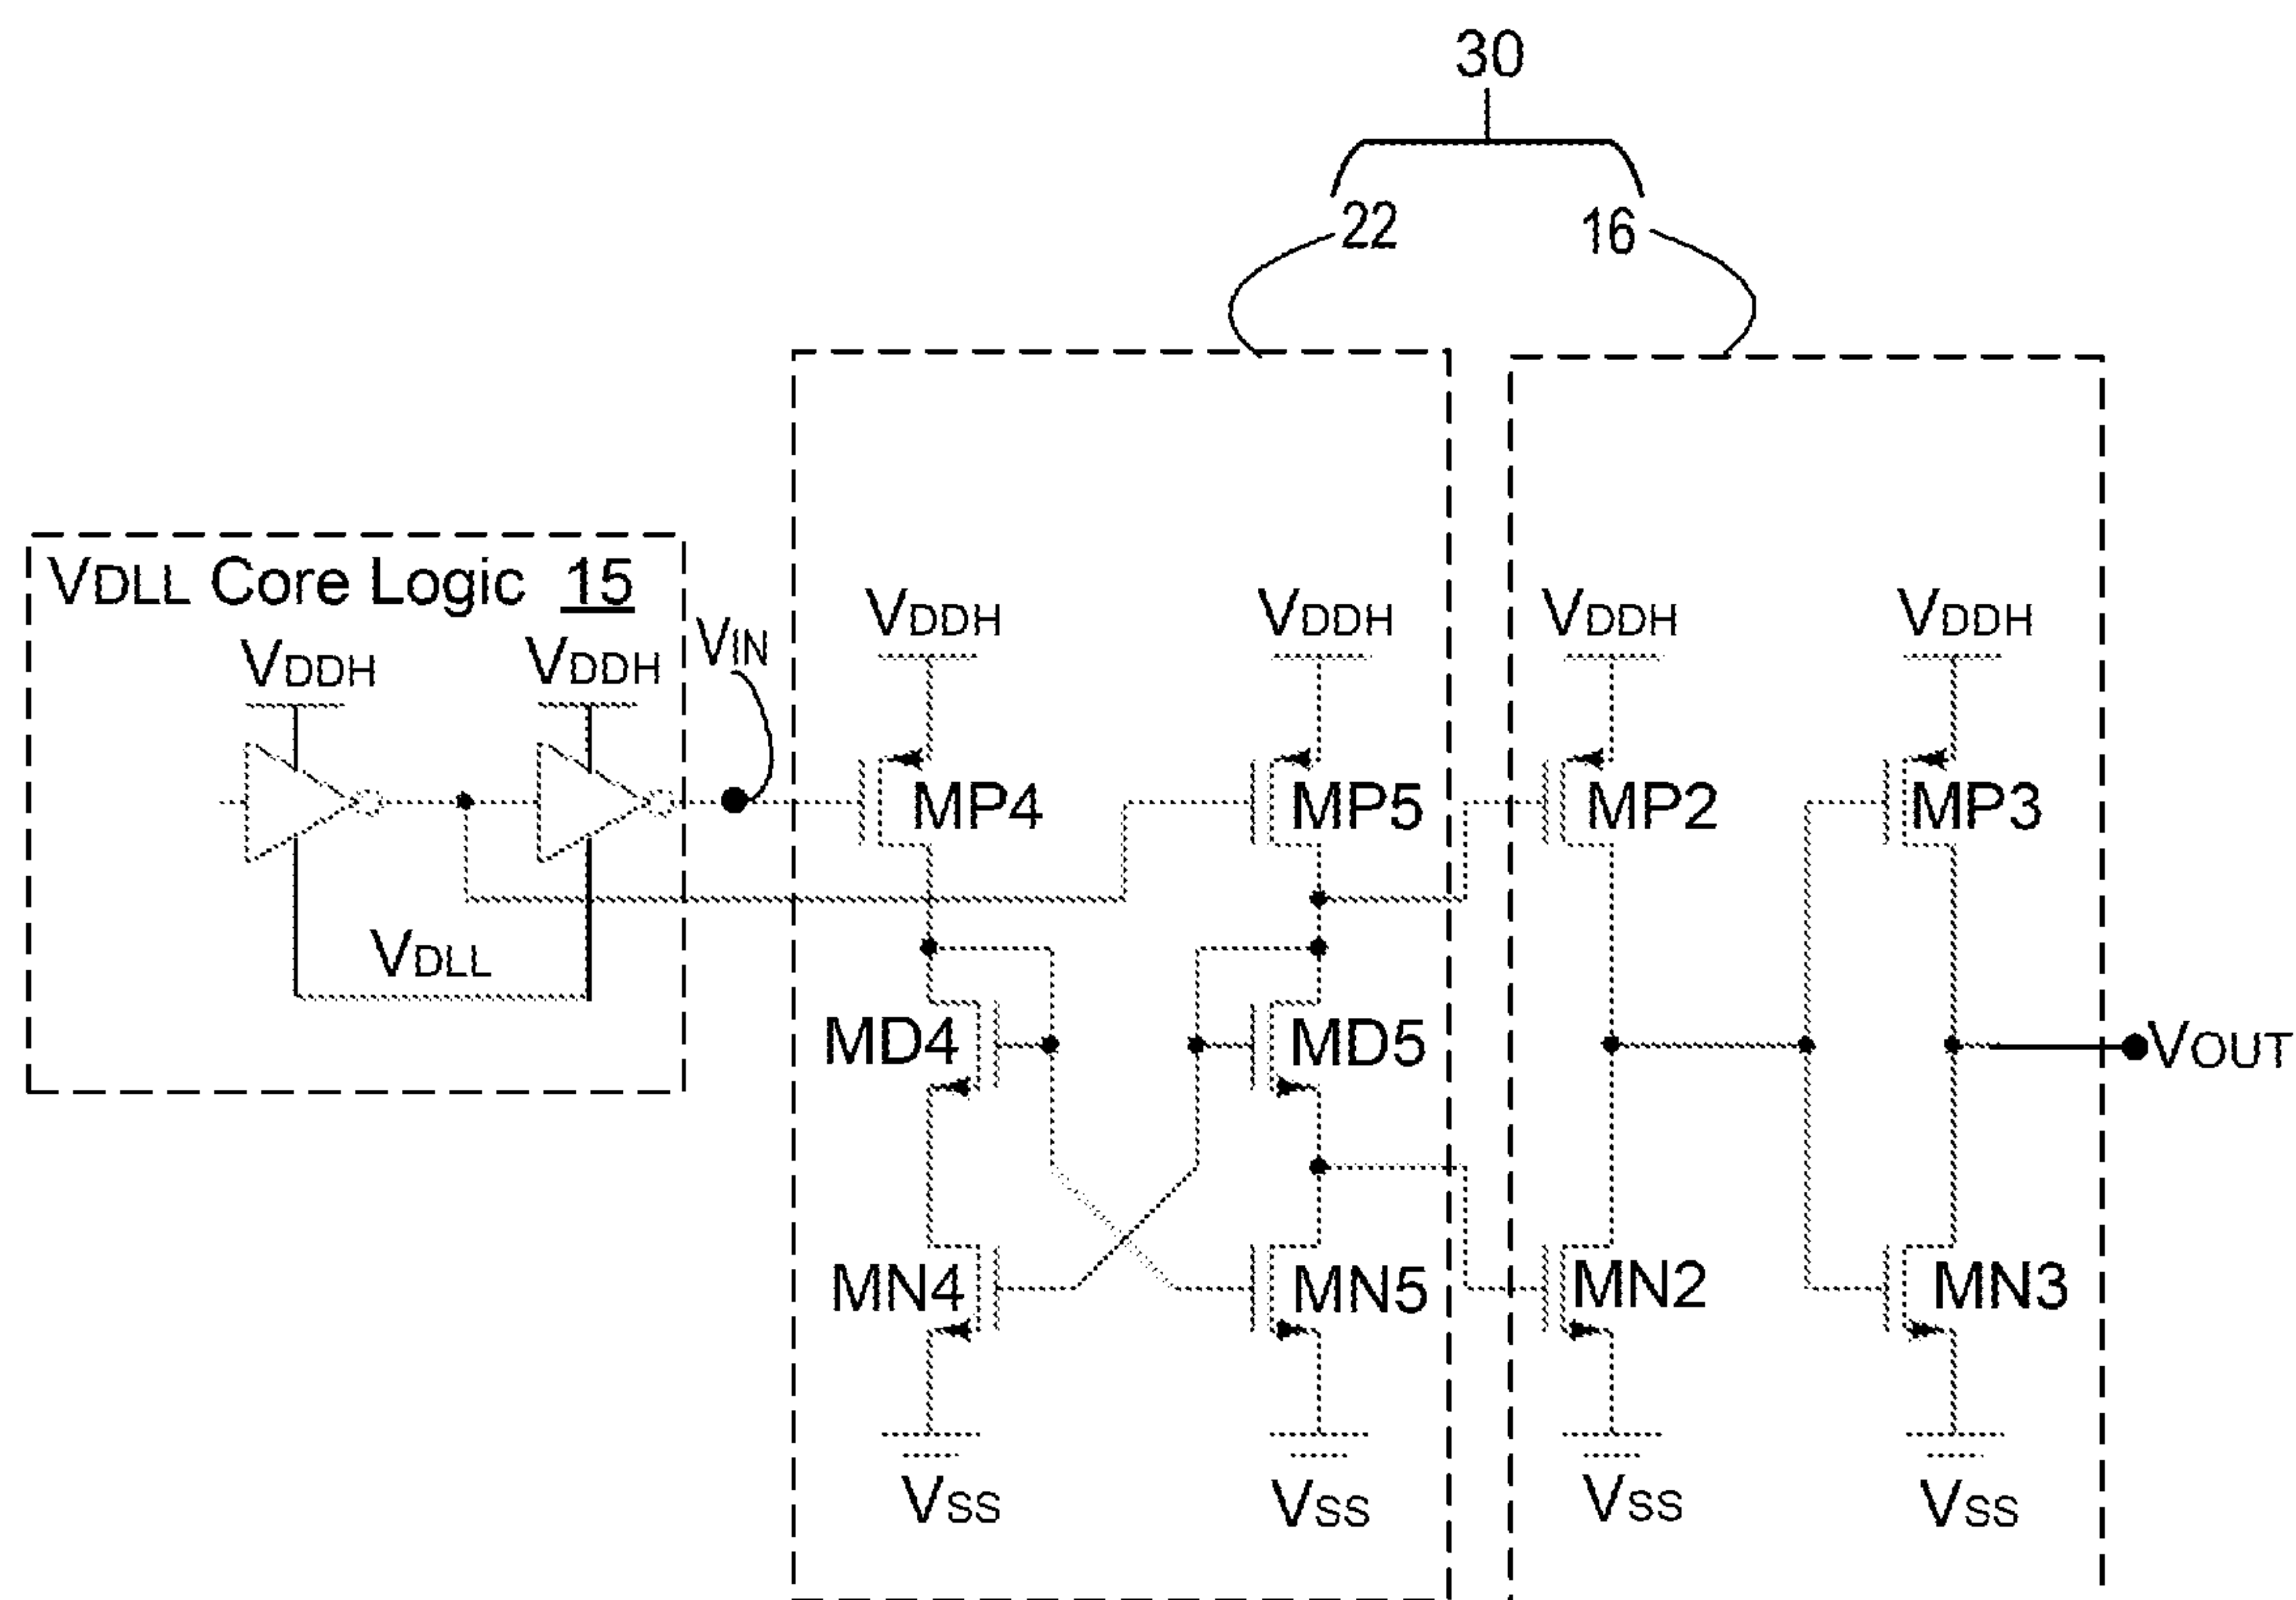 30
22 16
VDLL Core Logic 15
VDDH VDDH
VIN
VDLL
VDDH VDDH VDDH VDDH
MP4 MP5 MP2 MP3
MD4 MD5
VOUT
MN4 MN5 MN2 MN3
VSS VSS VSS VSS